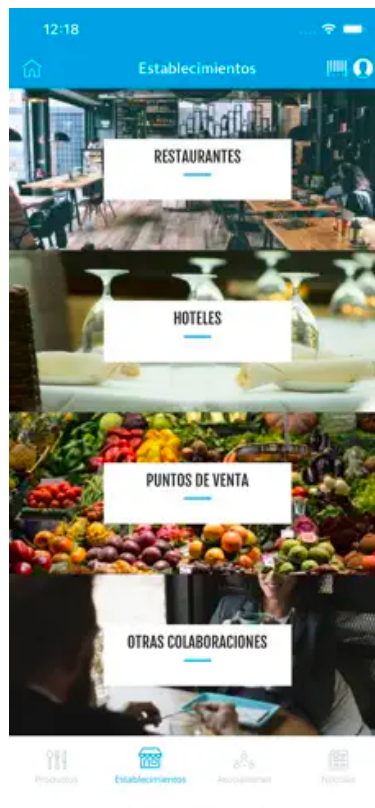 12:18
Establecimientos
RESTAURANTES
HOTELES
PUNTOS DE VENTA
OTRAS COLABORACIONES
Productos
Establecimientos
Asociaciones
Noticias